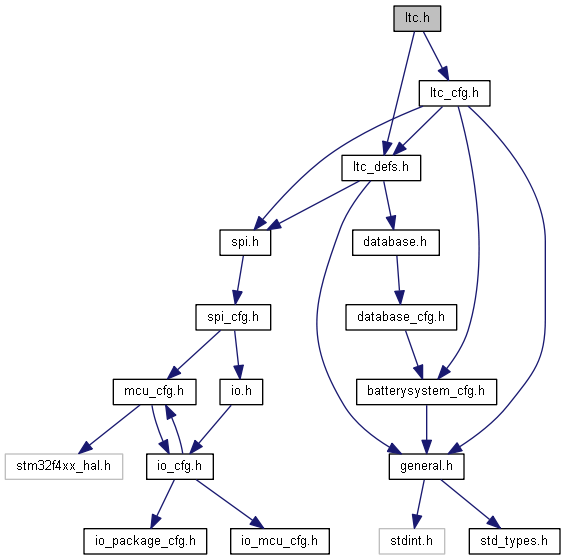 ltc.h
ltc_cfg.h
ltc_defs.h
spi.h
database.h
spi_cfg.h
database_cfg.h
mcu_cfg.h
io.h
batterysystem_cfg.h
stm32f4xx_hal.h
io_cfg.h
general.h
io_package_cfg.h
io_mcu_cfg.h
stdint.h
std_types.h